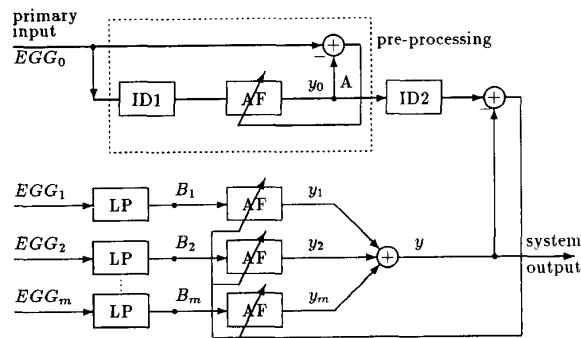 primary
input
EGG₀
pre-processing
+
−
ID1
AF
y₀
A
ID2
+
−
EGG₁
LP
B₁
AF
y₁
EGG₂
LP
B₂
AF
y₂
+
y
system
output
EGGₘ
LP
Bₘ
AF
yₘ